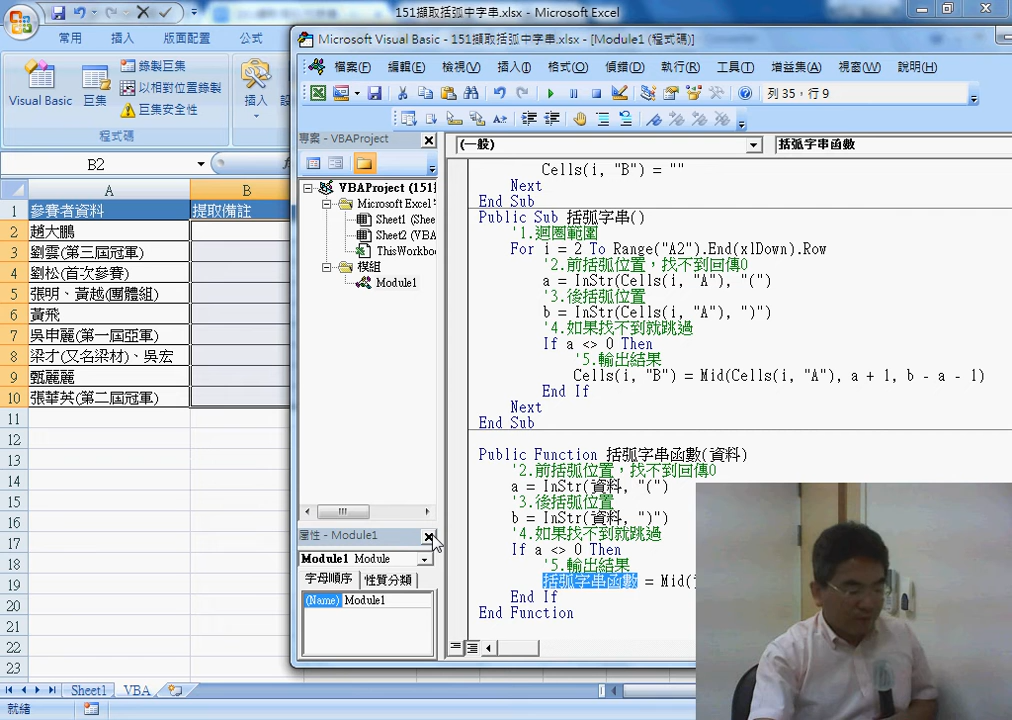 151擷取括弧中字串.xlsx - Microsoft Excel
常用 插入 版面配置 公式
Visual Basic 巨集 錄製巨集 以相對位置錄製 巨集安全性 插入
程式碼
B2
A B
1 參賽者資料 提取備註
2 趙大鵬
3 劉雲(第三屆冠軍)
4 劉松(首次參賽)
5 張明、黃越(團體組)
6 黃飛
7 吳申麗(第一屆亞軍)
8 梁才(又名梁材)、吳宏
9 甄麗麗
10 張華英(第二屆冠軍)
11
12
13
14
15
16
17
18
19
20
21
22
23
Sheet1 VBA
就緒
Microsoft Visual Basic - 151擷取括弧中字串.xlsx - [Module1 (程式碼)]
檔案(F) 編輯(E) 檢視(V) 插入(I) 格式(O) 偵錯(D) 執行(R) 工具(T) 增益集(A) 視窗(W) 說明(H)
列 35，行 9
專案 - VBAProject
VBAProject (151
Microsoft Excel
Sheet1 (Shee
Sheet2 (VBA
ThisWorkbo
模組
Module1
屬性 - Module1
Module1 Module
字母順序 性質分類
(Name) Module1
(一般) 括弧字串函數
Cells(i, "B") = ""
Next
End Sub
Public Sub 括弧字串()
'1.迴圈範圍
For i = 2 To Range("A2").End(xlDown).Row
'2.前括弧位置，找不到回傳0
a = InStr(Cells(i, "A"), "(")
'3.後括弧位置
b = InStr(Cells(i, "A"), ")")
'4.如果找不到就跳過
If a <> 0 Then
'5.輸出結果
Cells(i, "B") = Mid(Cells(i, "A"), a + 1, b - a - 1)
End If
Next
End Sub
Public Function 括弧字串函數(資料)
'2.前括弧位置，找不到回傳0
a = InStr(資料, "(")
'3.後括弧位置
b = InStr(資料, ")")
'4.如果找不到就跳過
If a <> 0 Then
'5.輸出結果
括弧字串函數 = Mid(
End If
End Function